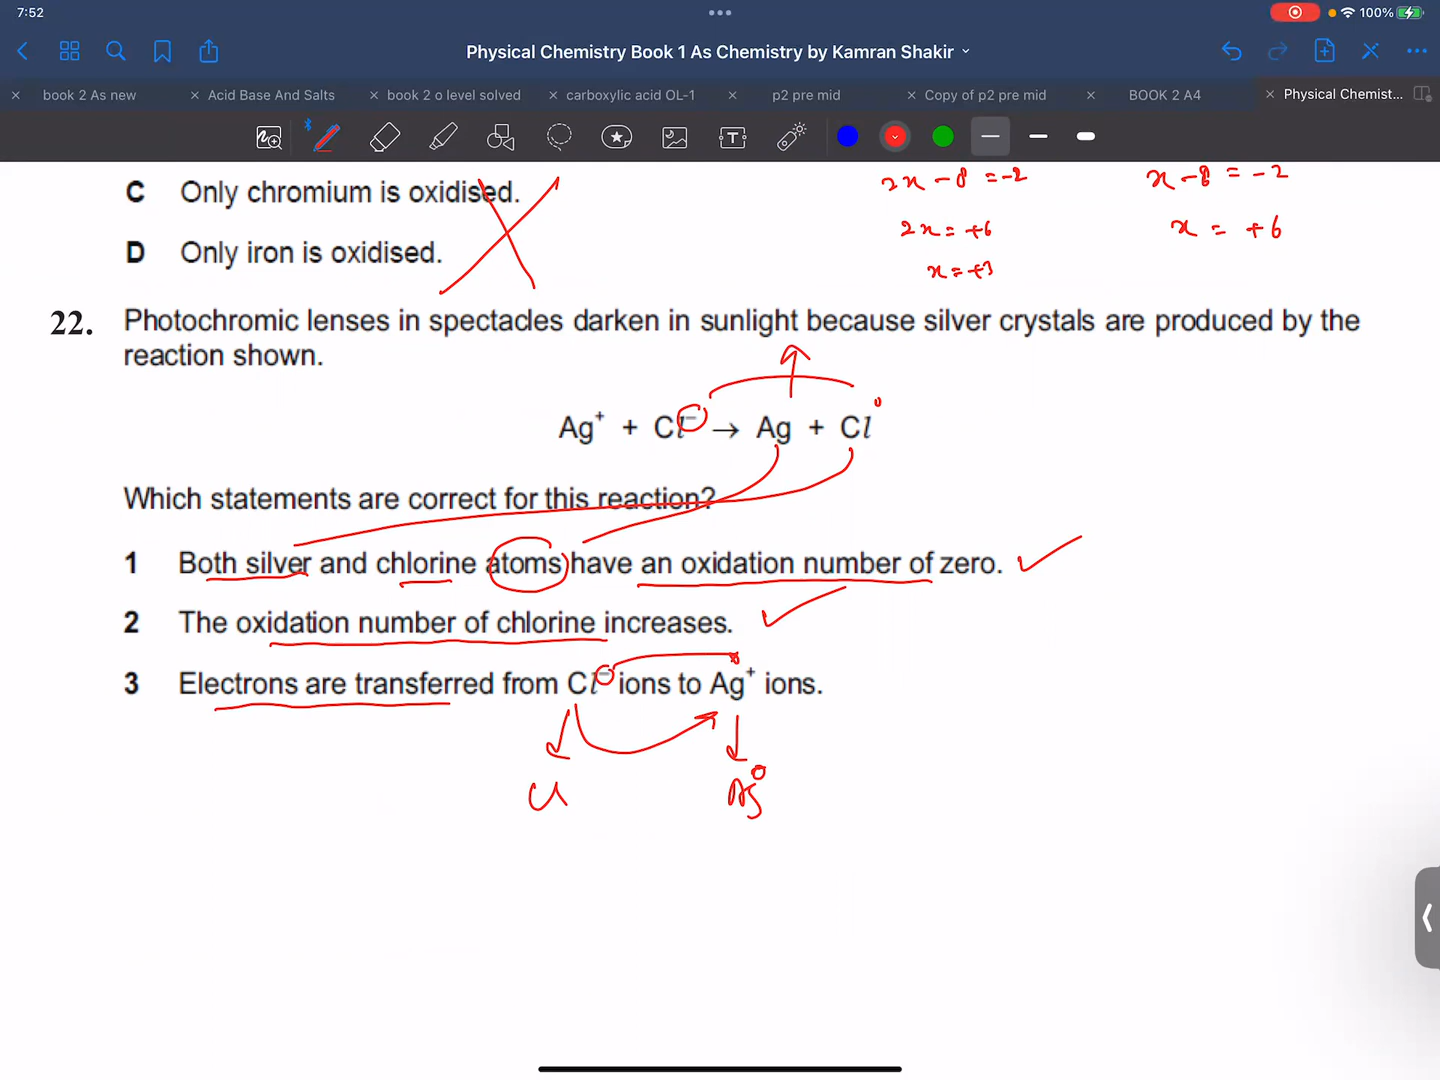 7:52
100%
Physical Chemistry Book 1 As Chemistry by Kamran Shakir
book 2 As new
Acid Base And Salts
book 2 o level solved
carboxylic acid OL-1
p2 pre mid
Copy of p2 pre mid
BOOK 2 A4
Physical Chemist...
C Only chromium is oxidised.
2x - 8 = -2
x - 8 = -2
2x = +6
x = +6
D Only iron is oxidised.
x = +3
22. Photochromic lenses in spectacles darken in sunlight because silver crystals are produced by the
reaction shown.
Ag⁺ + Cl⁻ → Ag + Cl
Which statements are correct for this reaction?
1 Both silver and chlorine atoms have an oxidation number of zero.
2 The oxidation number of chlorine increases.
3 Electrons are transferred from Cl⁻ ions to Ag⁺ ions.
Cl Ag⁰